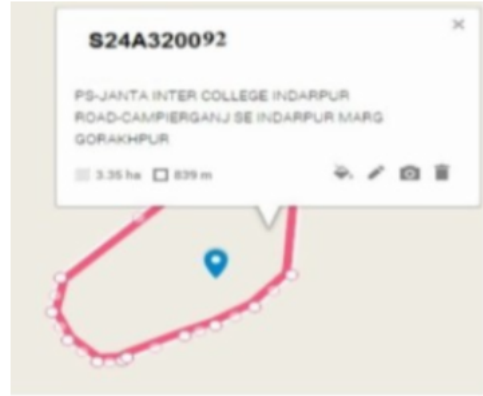 S24A320092
PS-JANTA INTER COLLEGE INDARPUR
ROAD-CAMPIERGANJ SE INDARPUR MARG
GORAKHPUR
3.35 ha 839 m